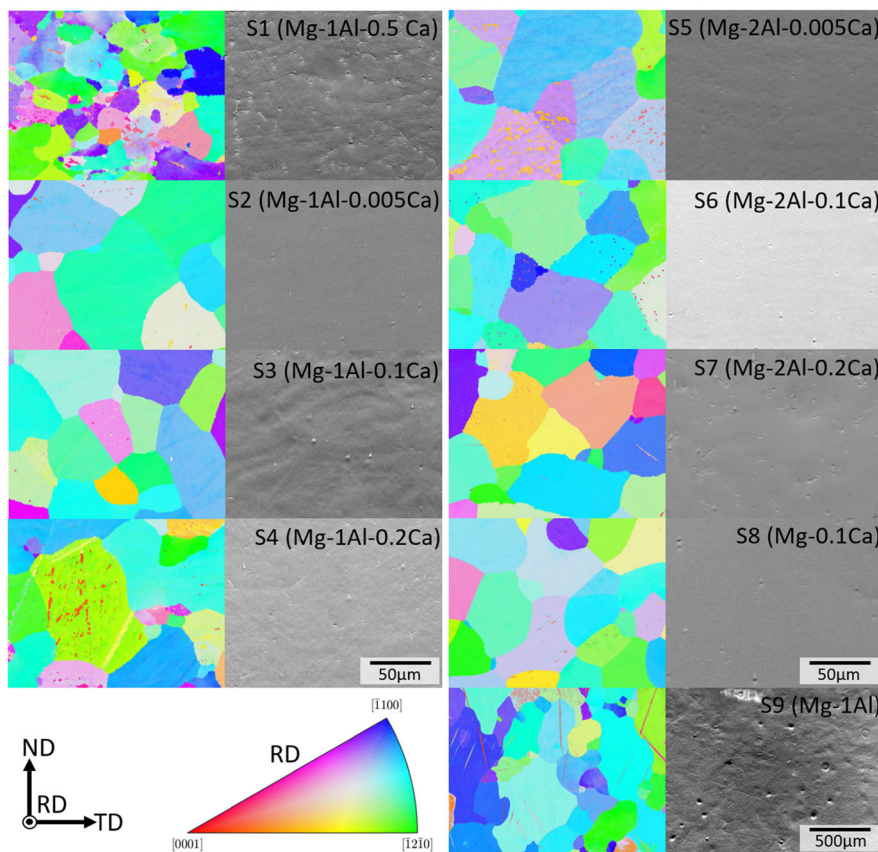 S1 (Mg-1Al-0.5 Ca)
S2 (Mg-1Al-0.005Ca)
S3 (Mg-1Al-0.1Ca)
S4 (Mg-1Al-0.2Ca)
50µm
S5 (Mg-2Al-0.005Ca)
S6 (Mg-2Al-0.1Ca)
S7 (Mg-2Al-0.2Ca)
S8 (Mg-0.1Ca)
50µm
S9 (Mg-1Al)
500µm
ND
RD
TD
RD
[1̄100]
[0001]
[1̄21̄0]